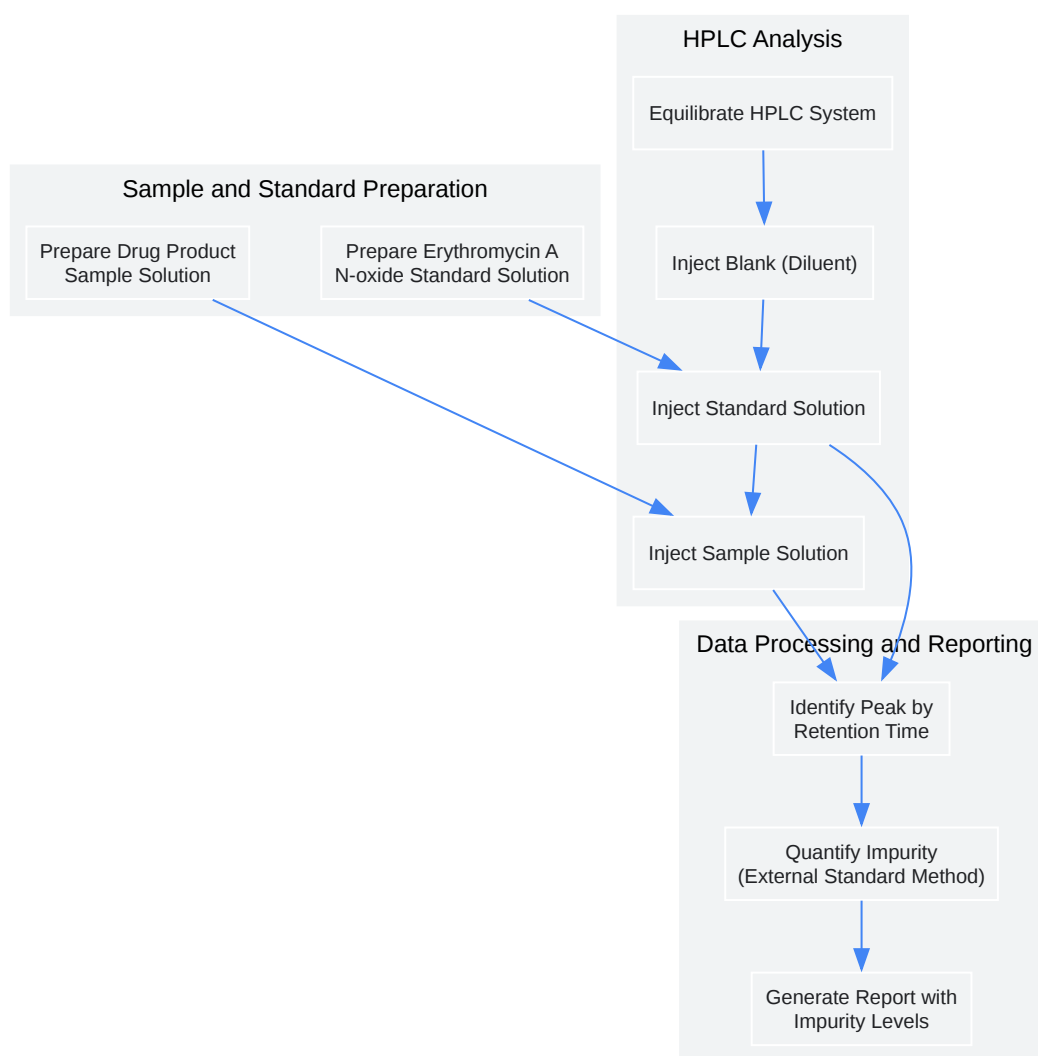 HPLC Analysis
Equilibrate HPLC System
Sample and Standard Preparation
Prepare Drug Product
Sample Solution
Prepare Erythromycin A
N-oxide Standard Solution
Inject Blank (Diluent)
Inject Standard Solution
Inject Sample Solution
Data Processing and Reporting
Identify Peak by
Retention Time
Quantify Impurity
(External Standard Method)
Generate Report with
Impurity Levels